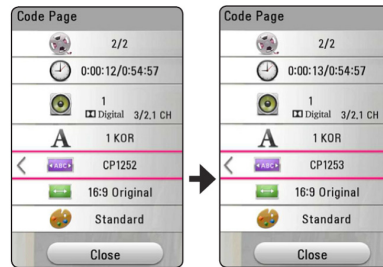 Code Page
2/2
0:00:12/0:54:57
1
Digital 3/2,1 CH
A 1 KOR
ABC CP1252
16:9 Original
Standard
Close
Code Page
2/2
0:00:13/0:54:57
1
Digital 3/2,1 CH
A 1 KOR
ABC CP1253
16:9 Original
Standard
Close